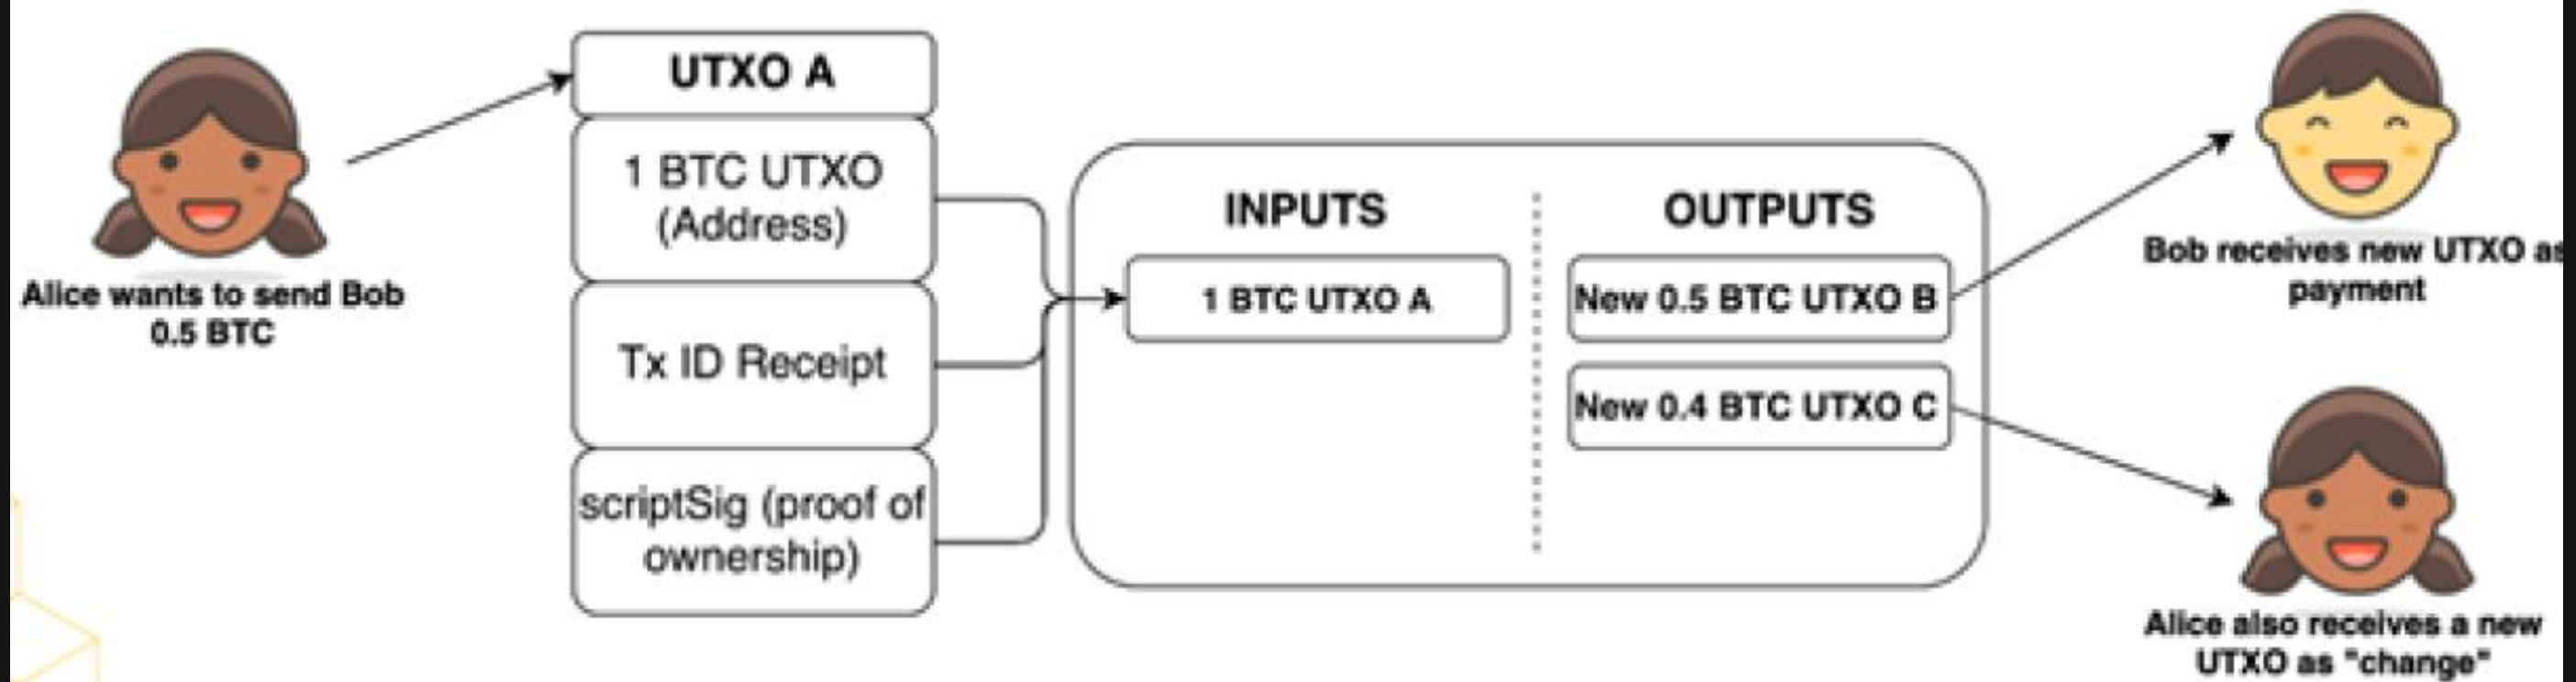 Alice wants to send Bob
0.5 BTC
UTXO A
1 BTC UTXO
(Address)
Tx ID Receipt
scriptSig (proof of
ownership)
INPUTS
1 BTC UTXO A
OUTPUTS
New 0.5 BTC UTXO B
New 0.4 BTC UTXO C
Bob receives new UTXO as
payment
Alice also receives a new
UTXO as "change"